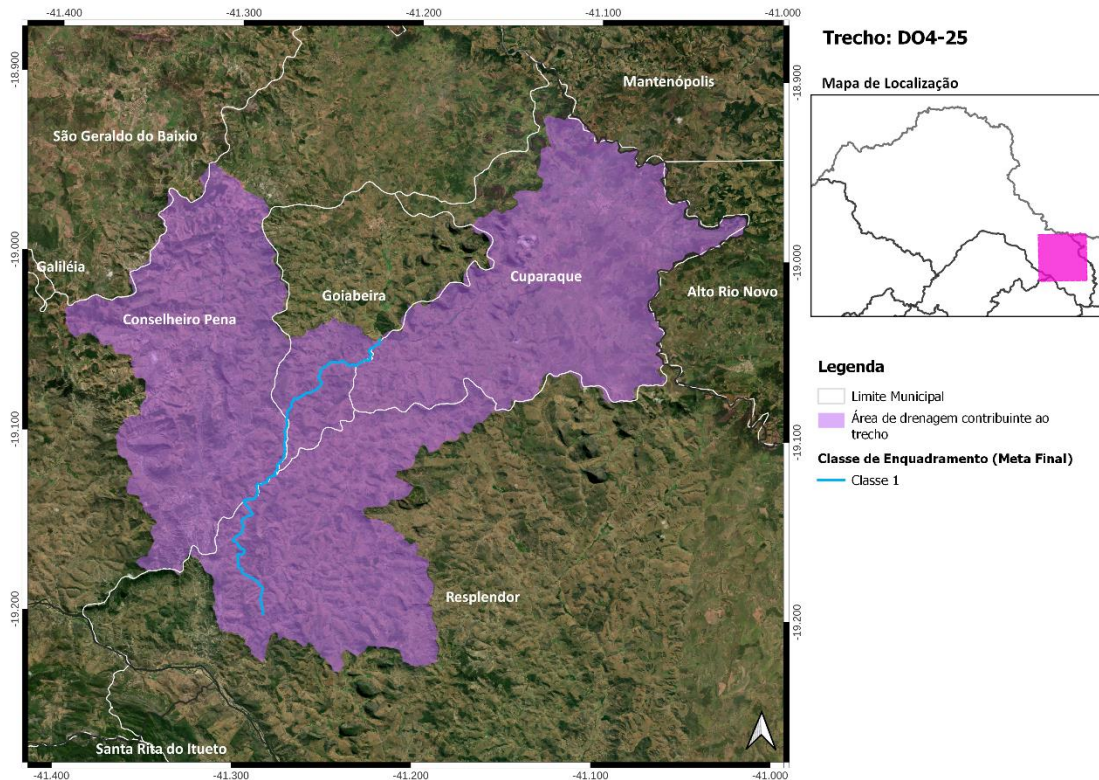 -41.400
-41.300
-41.200
-41.100
-41.000
Trecho: DO4-25
-18.900
-18.900
Mantenópolis
Mapa de Localização
São Geraldo do Baixio
-19.000
-19.000
Galiléia
Cuparaque
Goiabeira
Alto Rio Novo
Conselheiro Pena
Legenda
Limite Municipal
Área de drenagem contribuinte ao
trecho
-19.100
-19.100
Classe de Enquadramento (Meta Final)
Classe 1
Resplendor
-19.200
-19.200
Santa Rita do Itueto
-41.400
-41.300
-41.200
-41.100
-41.000